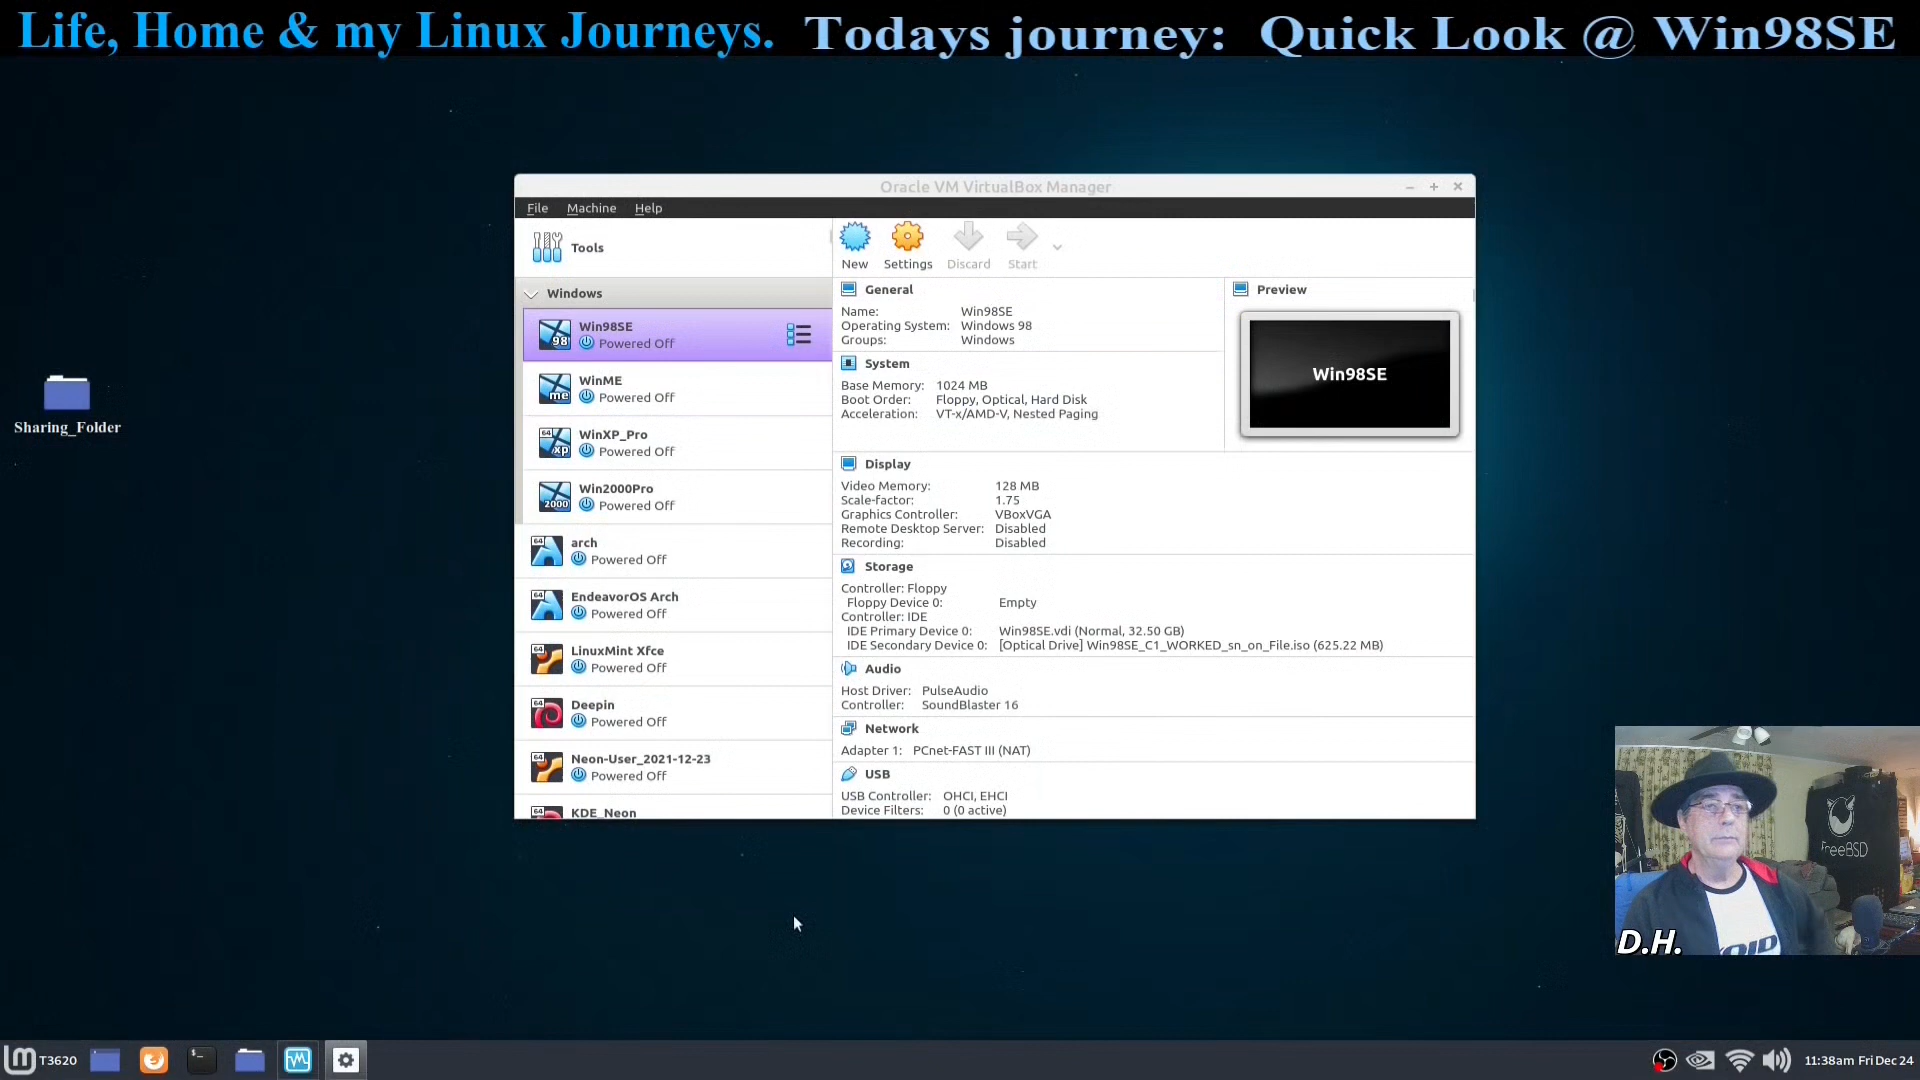 Life, Home & my Linux Journeys. Todays journey: Quick Look @ Win98SE
Oracle VM VirtualBox Manager
File Machine Help
Tools
New Settings Discard Start
Windows
Win98SE
Powered Off
WinME
Powered Off
WinXP_Pro
Powered Off
Win2000Pro
Powered Off
arch
Powered Off
EndeavorOS Arch
Powered Off
LinuxMint Xfce
Powered Off
Deepin
Powered Off
Neon-User_2021-12-23
Powered Off
KDE_Neon
General
Name: Win98SE
Operating System: Windows 98
Groups: Windows
System
Base Memory: 1024 MB
Boot Order: Floppy, Optical, Hard Disk
Acceleration: VT-x/AMD-V, Nested Paging
Preview
Win98SE
Display
Video Memory: 128 MB
Scale-factor: 1.75
Graphics Controller: VBoxVGA
Remote Desktop Server: Disabled
Recording: Disabled
Storage
Controller: Floppy
Floppy Device 0: Empty
Controller: IDE
IDE Primary Device 0: Win98SE.vdi (Normal, 32.50 GB)
IDE Secondary Device 0: [Optical Drive] Win98SE_C1_WORKED_sn_on_File.iso (625.22 MB)
Audio
Host Driver: PulseAudio
Controller: SoundBlaster 16
Network
Adapter 1: PCnet-FAST III (NAT)
USB
USB Controller: OHCI, EHCI
Device Filters: 0 (0 active)
Sharing_Folder
FreeBSD
D.H.
T3620
11:38am Fri Dec 24